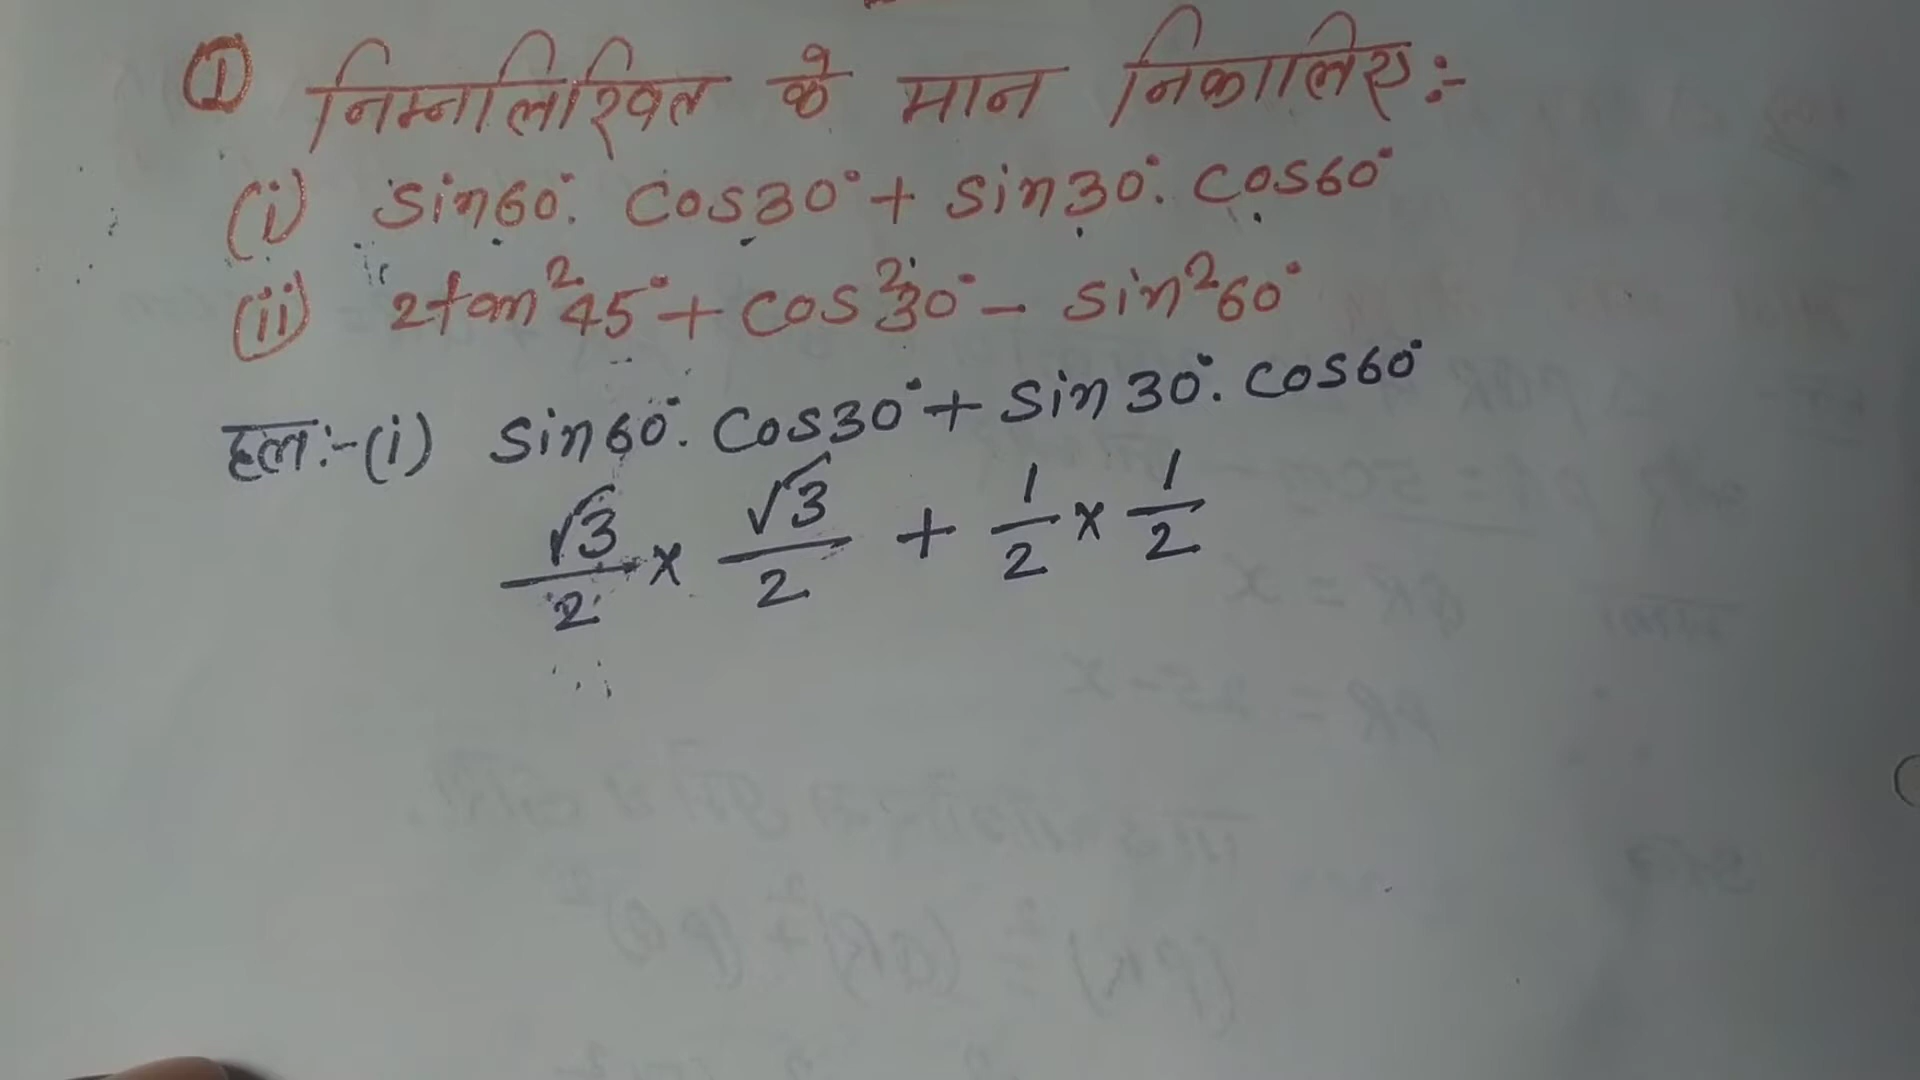 ① निम्नलिखित के मान निकालिए:-
(i) sin60°. cos30° + sin30°. cos60°
(ii) 2tan²45° + cos²30° - sin²60°
हल:-(i) sin60°. cos30° + sin30°. cos60°
√3/2 × √3/2 + 1/2 × 1/2